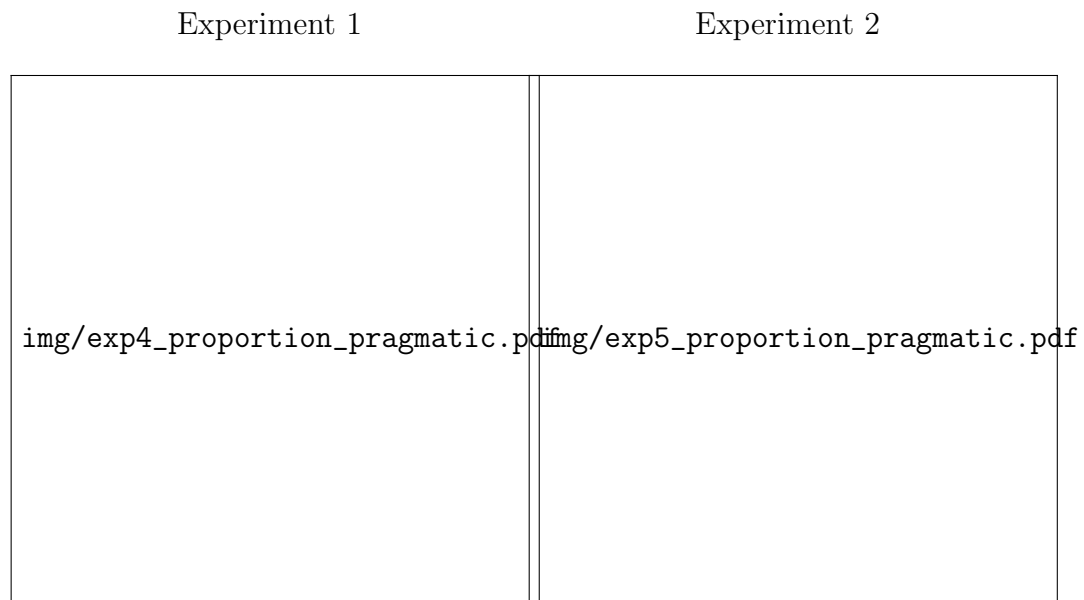 Experiment 1 Experiment 2
img/exp4_proportion_pragmatic.pdf img/exp5_proportion_pragmatic.pdf